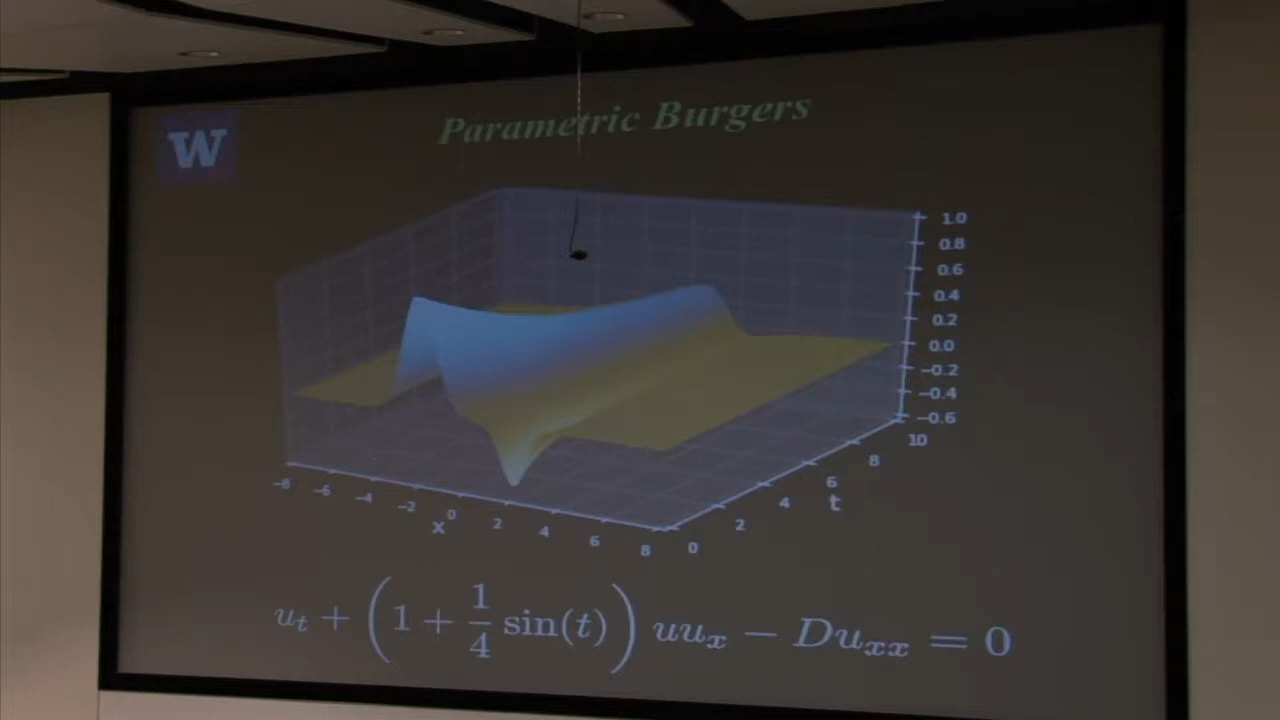 W
Parametric Burgers
1.0
0.8
0.6
0.4
0.2
0.0
−0.2
−0.4
−0.6
−8 −6 −4 −2 0 2 4 6 8
x
0 2 4 6 8 10
t
u_t + (1 + 1/4 sin(t)) uu_x − Du_xx = 0